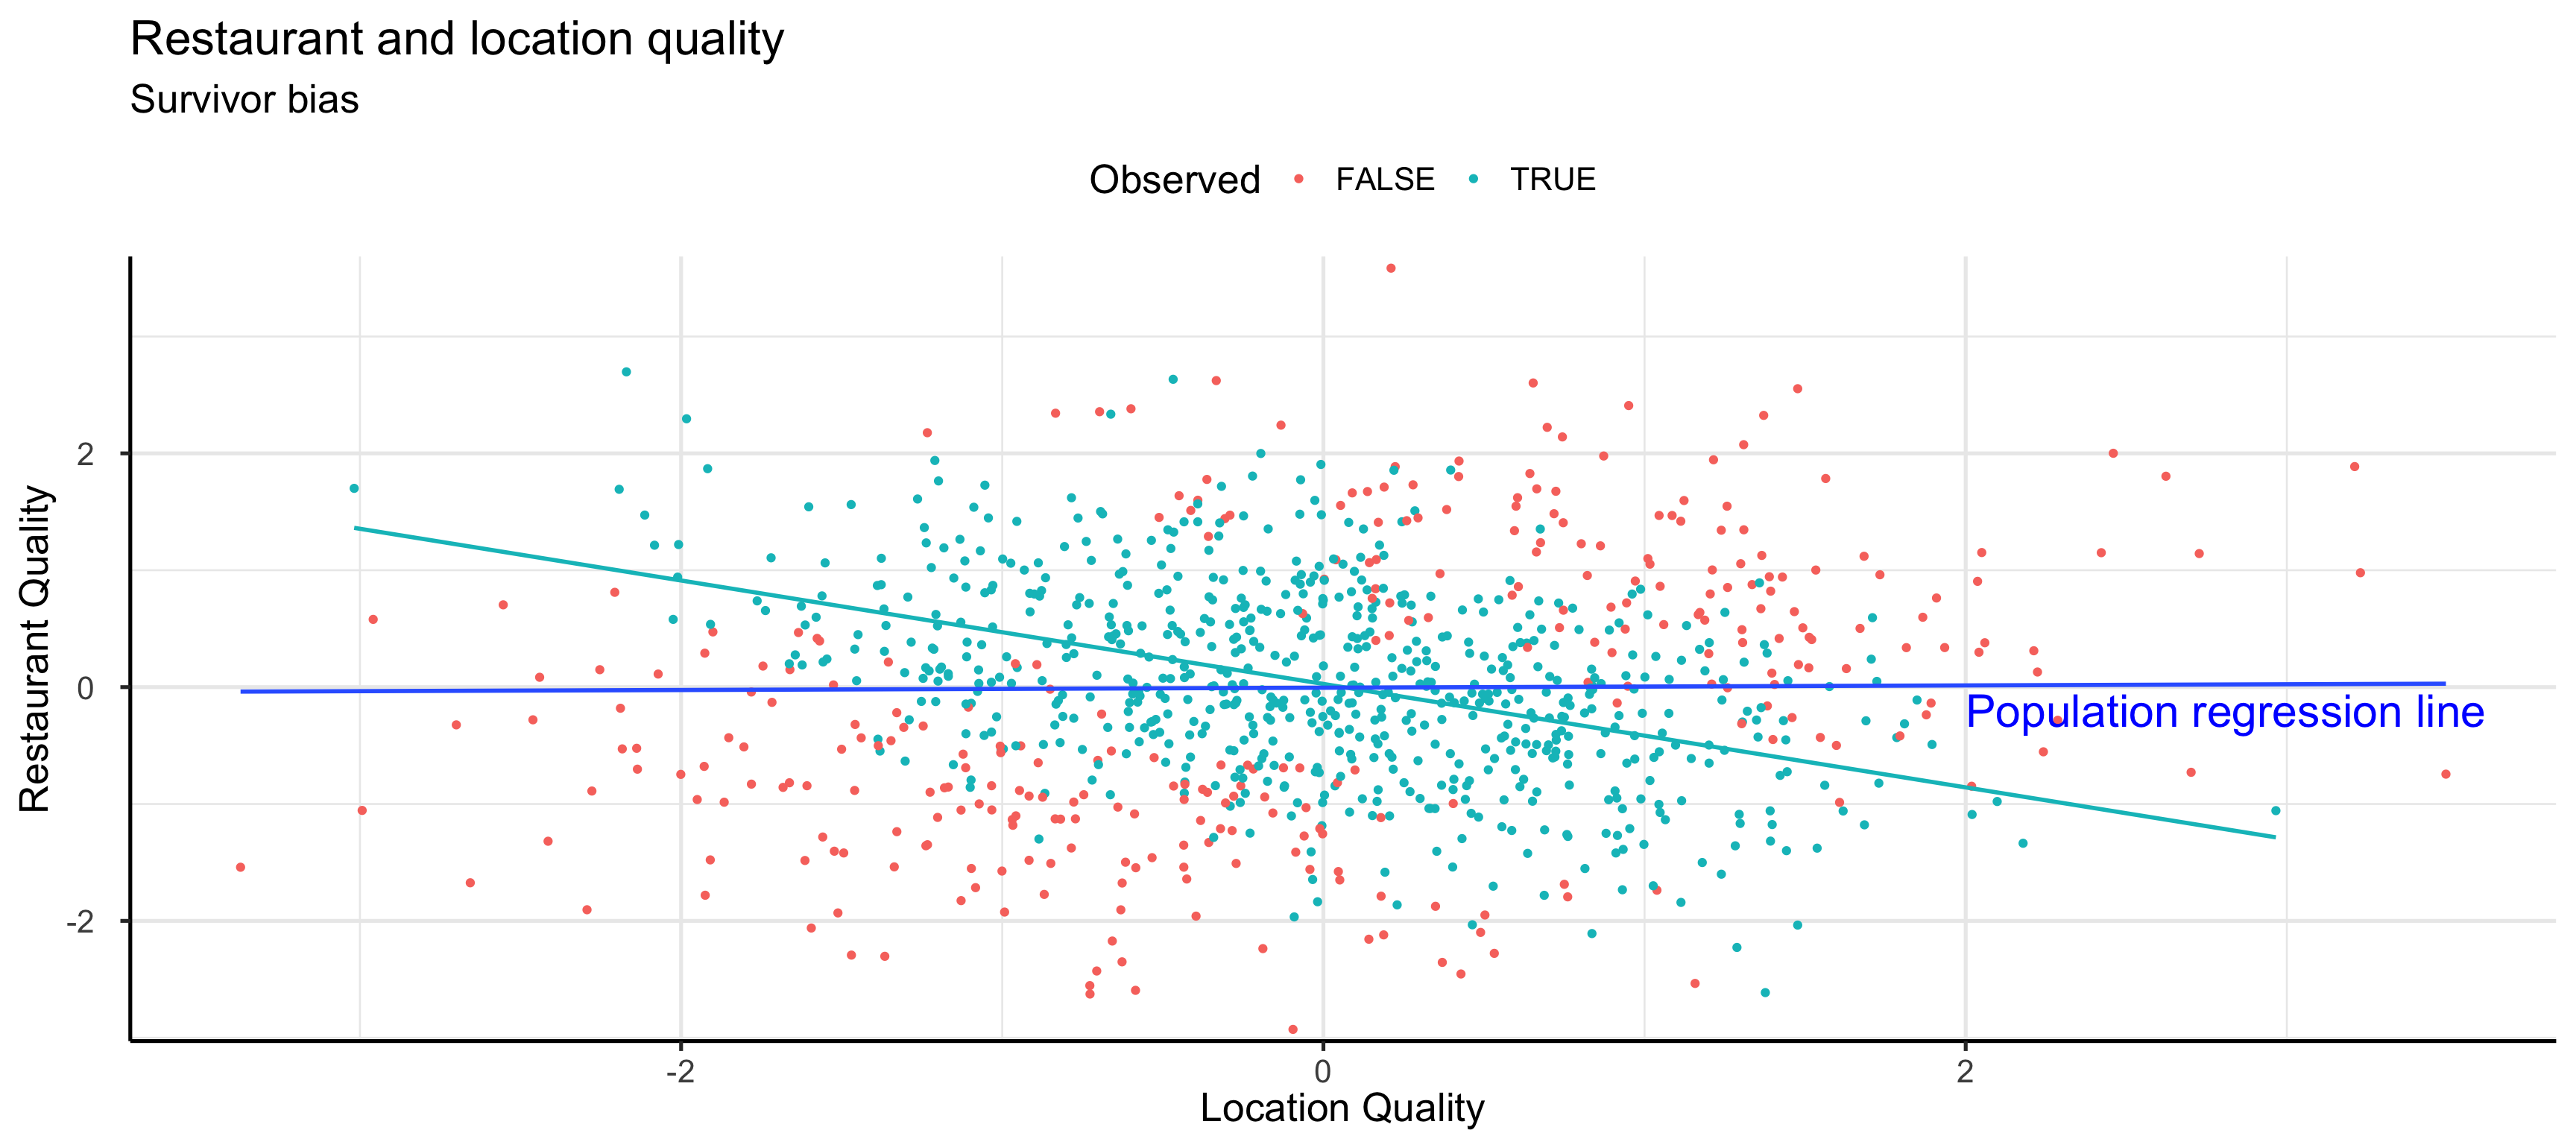 Restaurant and location quality
Survivor bias
Observed FALSE TRUE
Restaurant Quality
2
0
-2
Population regression line
-2 0 2
Location Quality